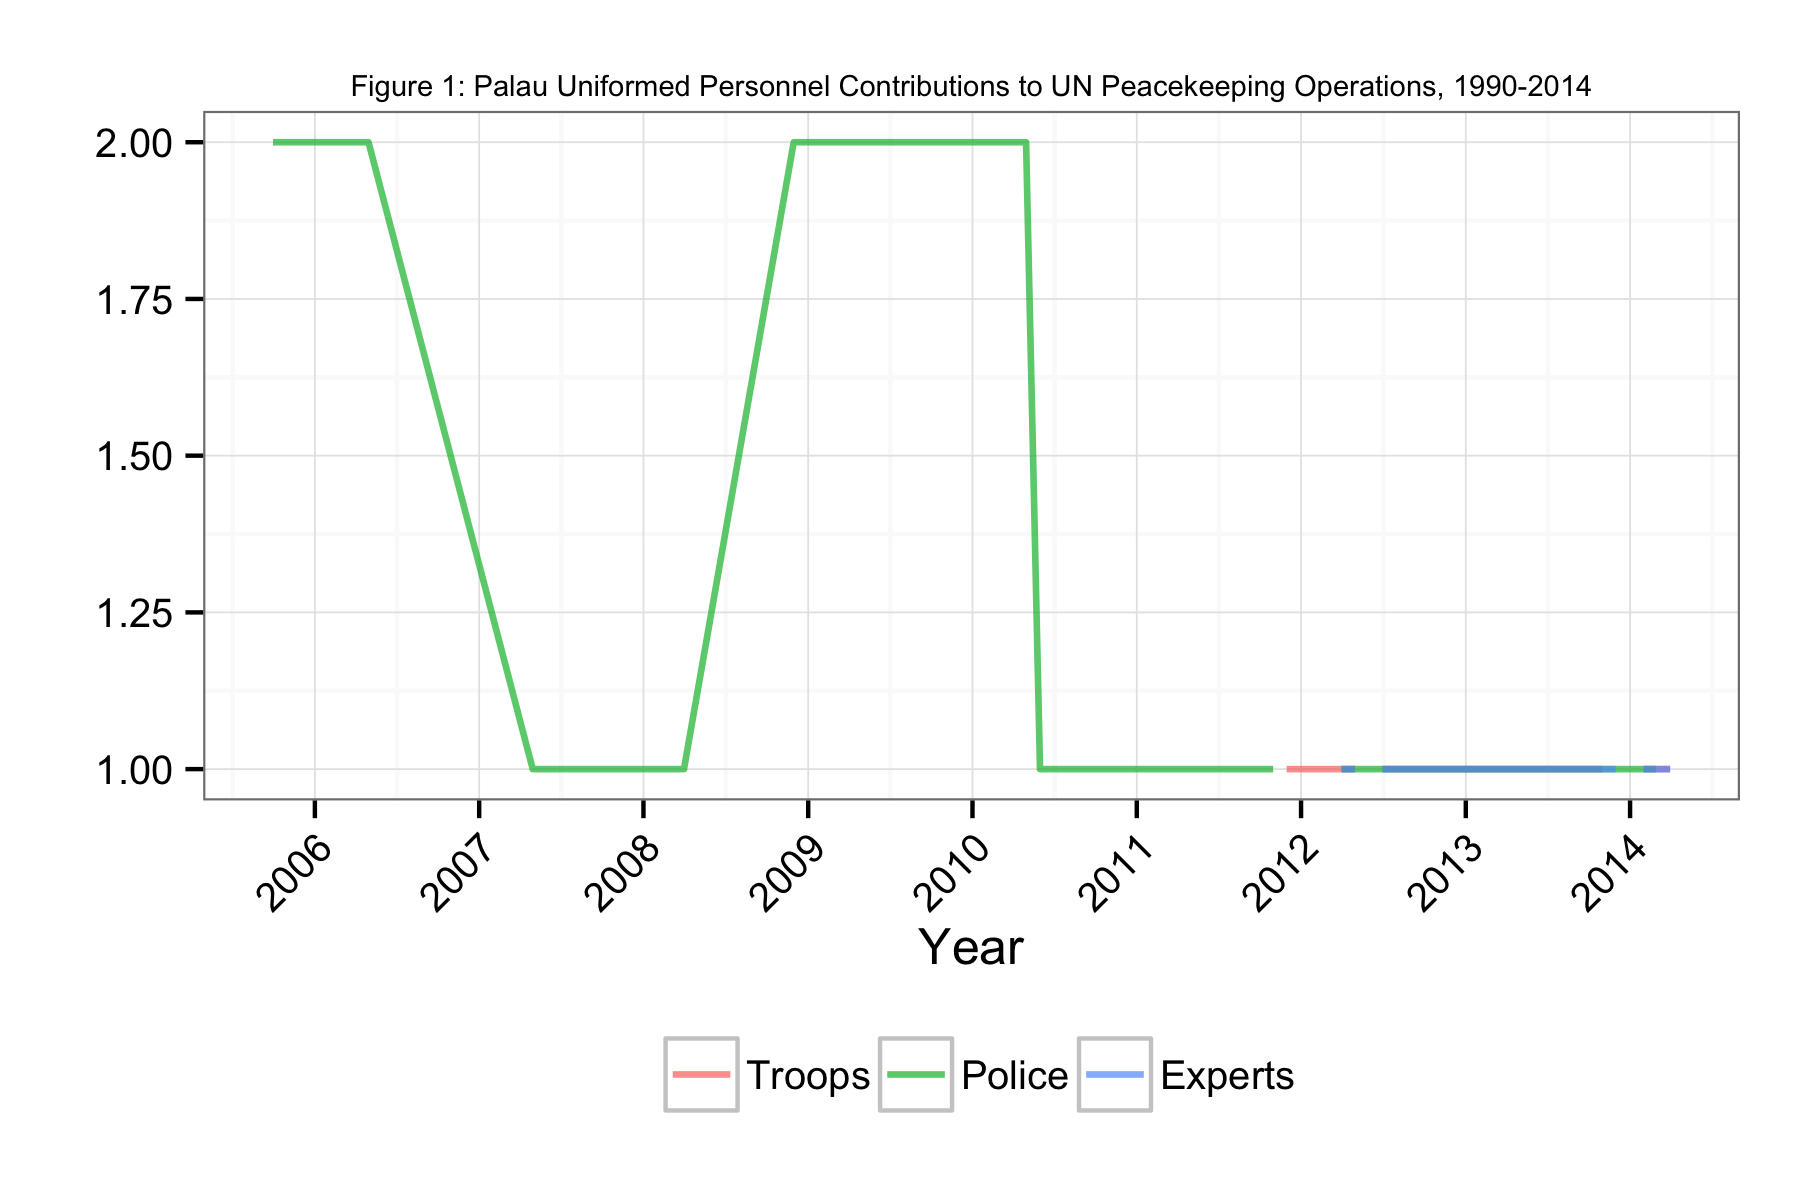 Figure 1: Palau Uniformed Personnel Contributions to UN Peacekeeping Operations, 1990-2014
2.00
1.75
1.50
1.25
1.00
2006 2007 2008 2009 2010 2011 2012 2013 2014
Year
Troops Police Experts